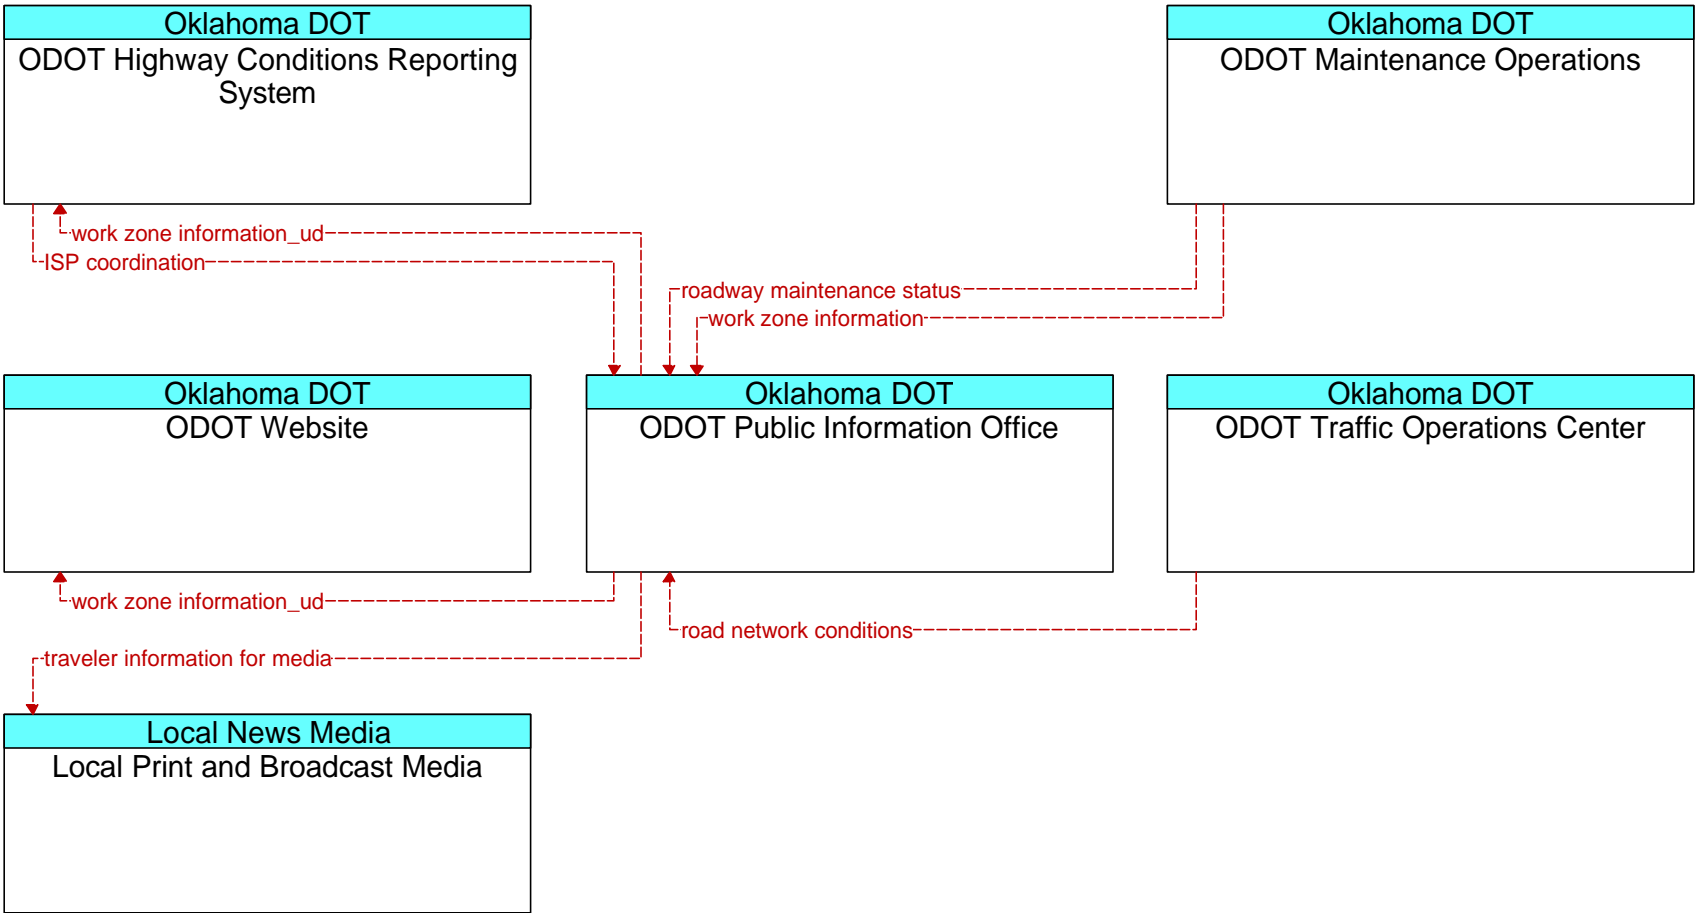 Oklahoma DOT
ODOT Highway Conditions Reporting
System
Oklahoma DOT
ODOT Maintenance Operations
work zone information_ud
ISP coordination
roadway maintenance status
work zone information
Oklahoma DOT
ODOT Website
Oklahoma DOT
ODOT Public Information Office
Oklahoma DOT
ODOT Traffic Operations Center
work zone information_ud
road network conditions
traveler information for media
Local News Media
Local Print and Broadcast Media